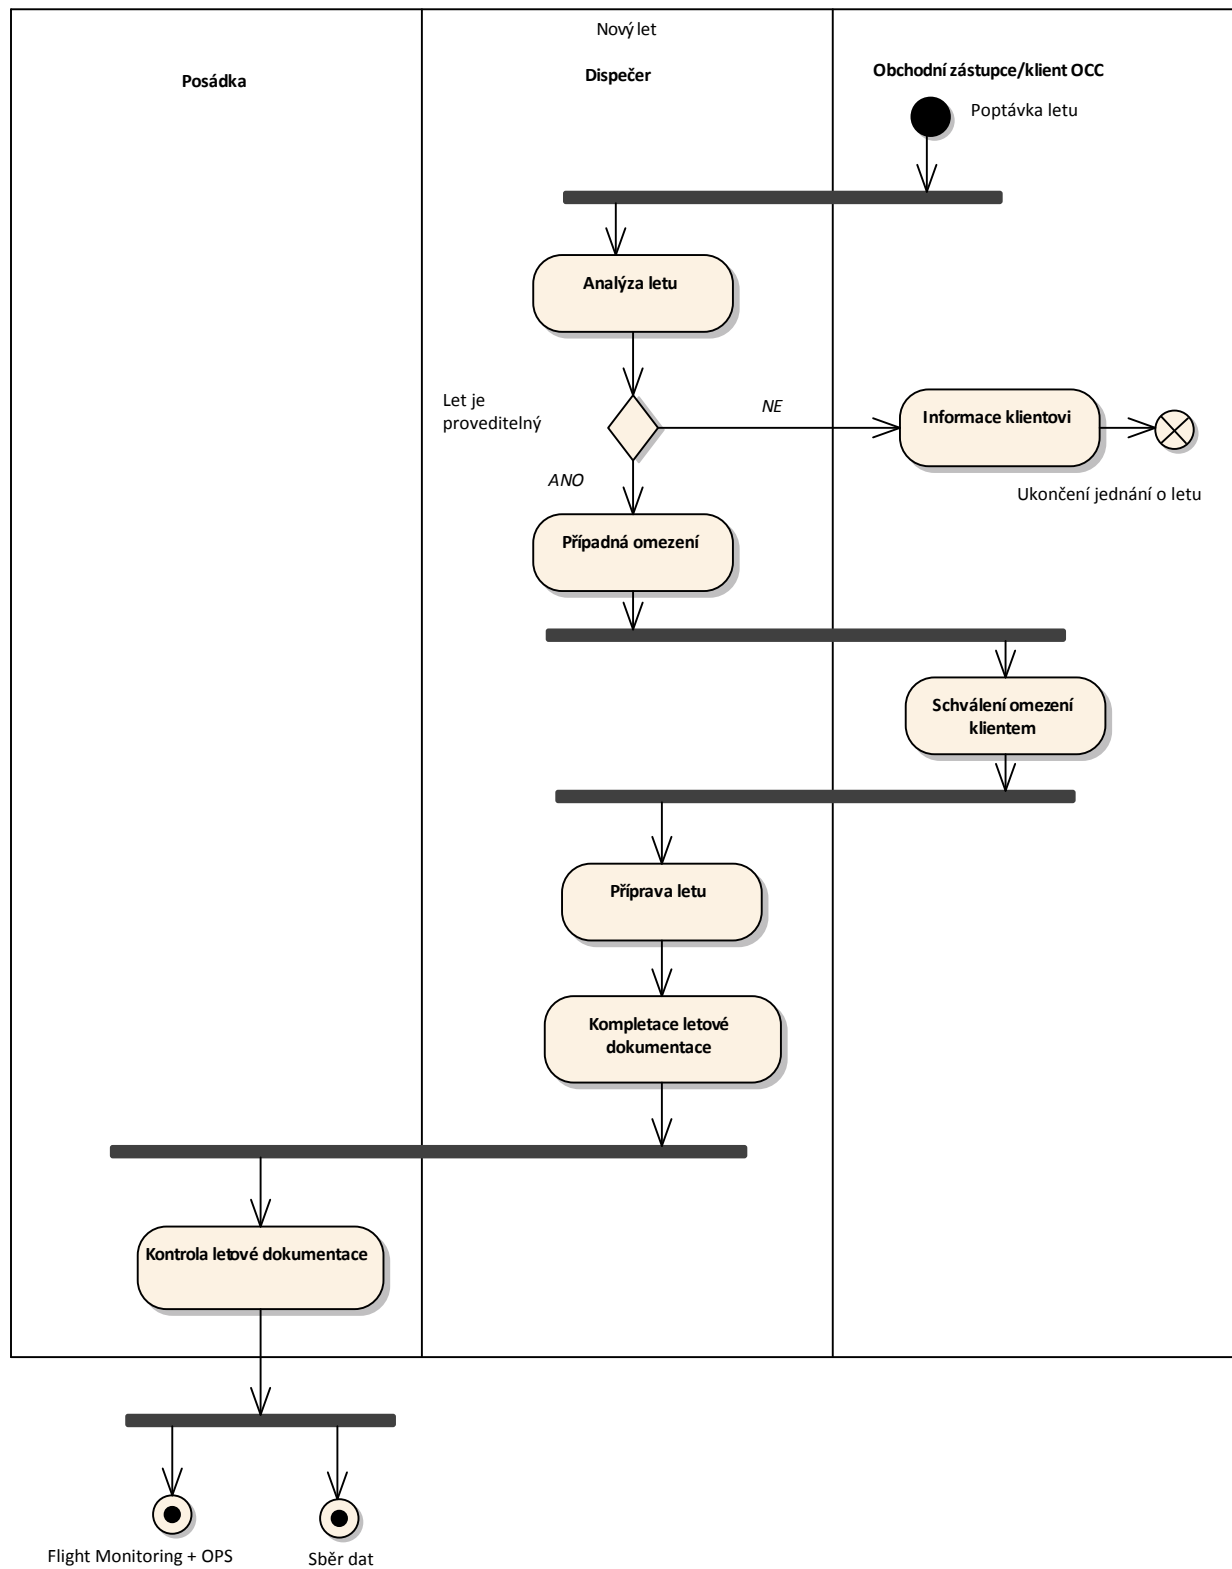 Nový let
Posádka
Dispečer
Obchodní zástupce/klient OCC
Poptávka letu
Analýza letu
Let je
proveditelný
NE
Informace klientovi
ANO
Ukončení jednání o letu
Případná omezení
Schválení omezení
klientem
Příprava letu
Kompletace letové
dokumentace
Kontrola letové dokumentace
Flight Monitoring + OPS
Sběr dat